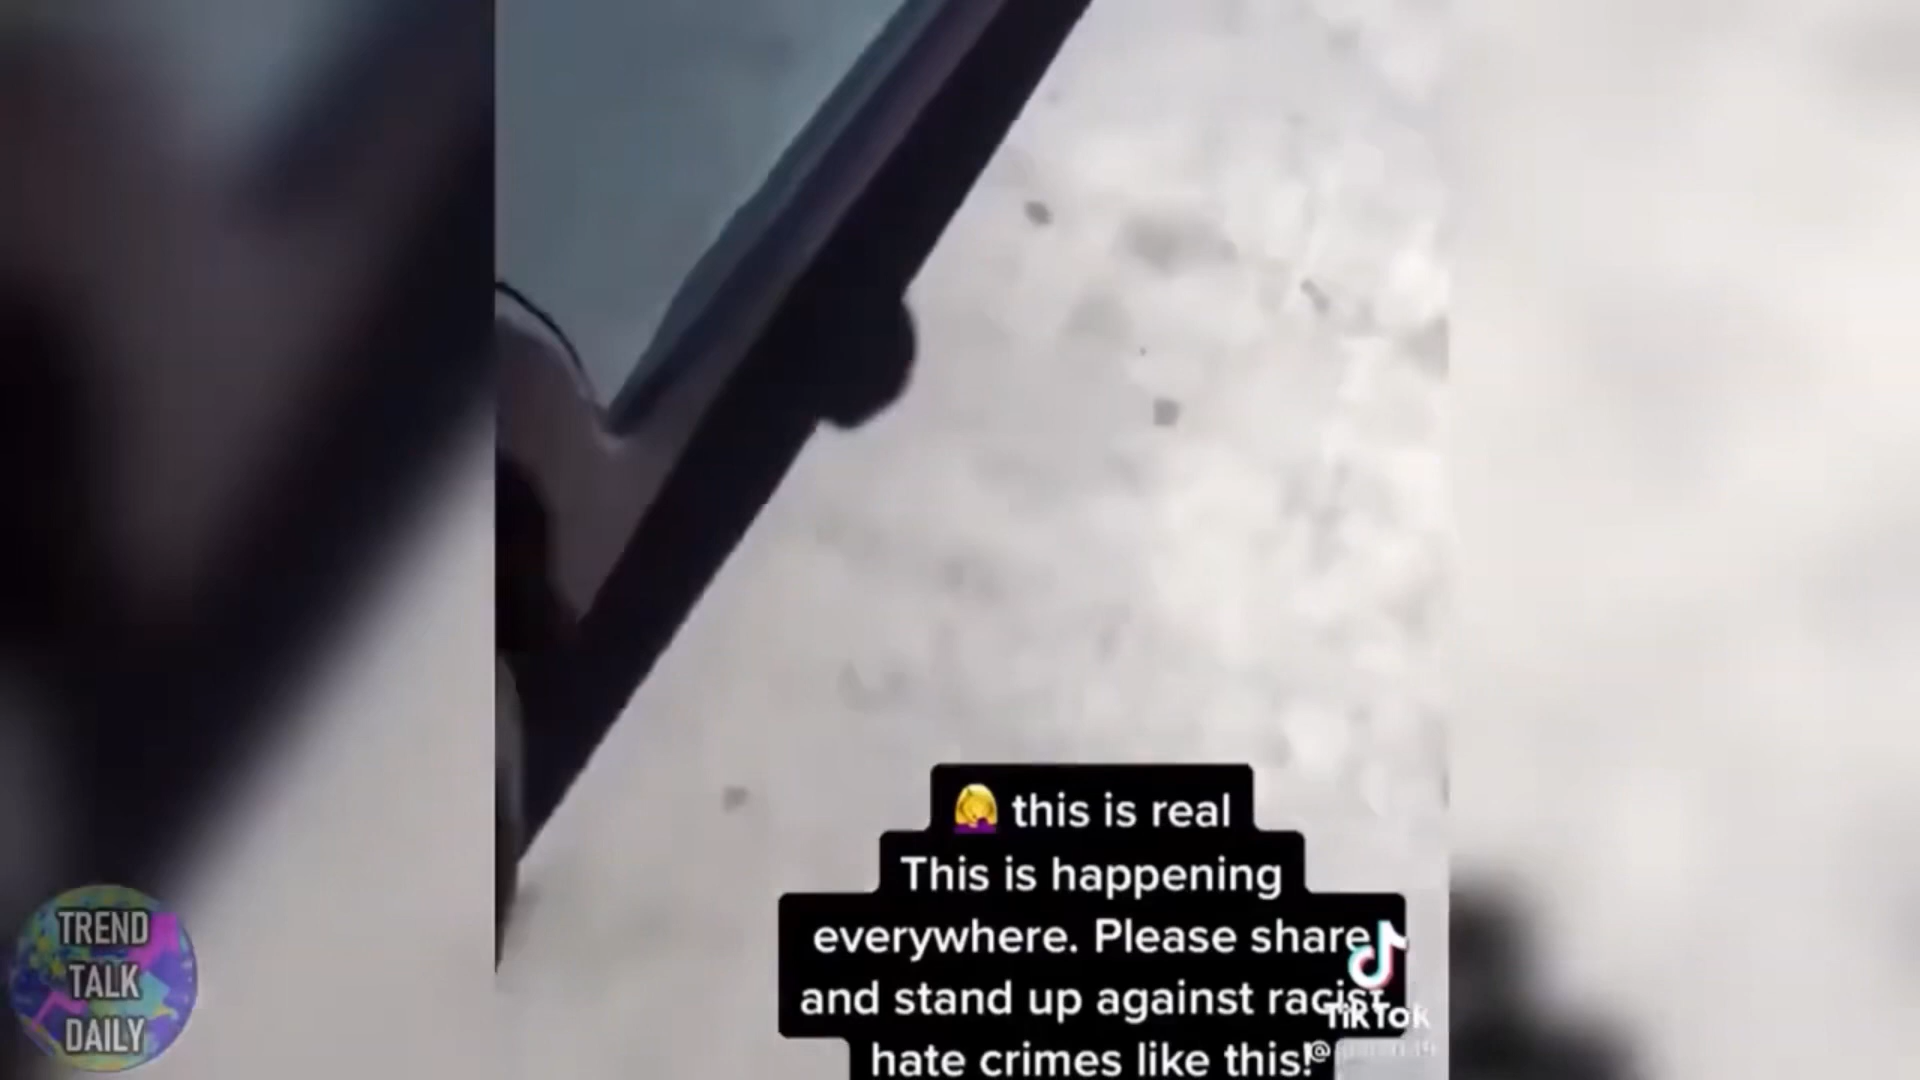 🤦‍♀️ this is real
This is happening
everywhere. Please share
and stand up against racist
hate crimes like this!
TikTok
TREND
TALK
DAILY